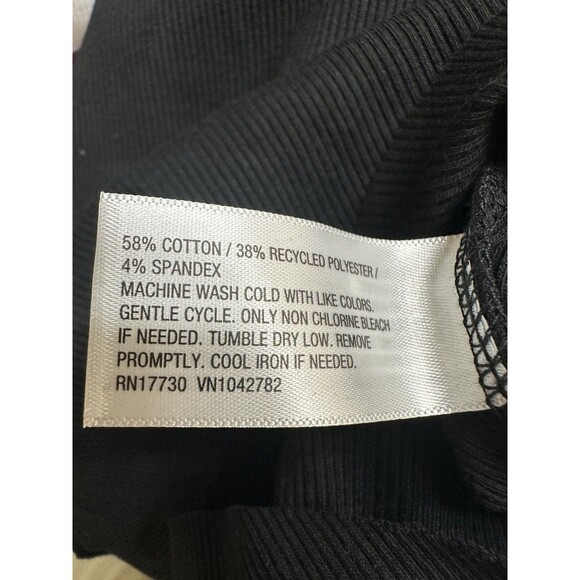 58% COTTON / 38% RECYCLED POLYESTER /
4% SPANDEX
MACHINE WASH COLD WITH LIKE COLORS.
GENTLE CYCLE. ONLY NON CHLORINE BLEACH
IF NEEDED. TUMBLE DRY LOW. REMOVE
PROMPTLY. COOL IRON IF NEEDED.
RN17730 VN1042782